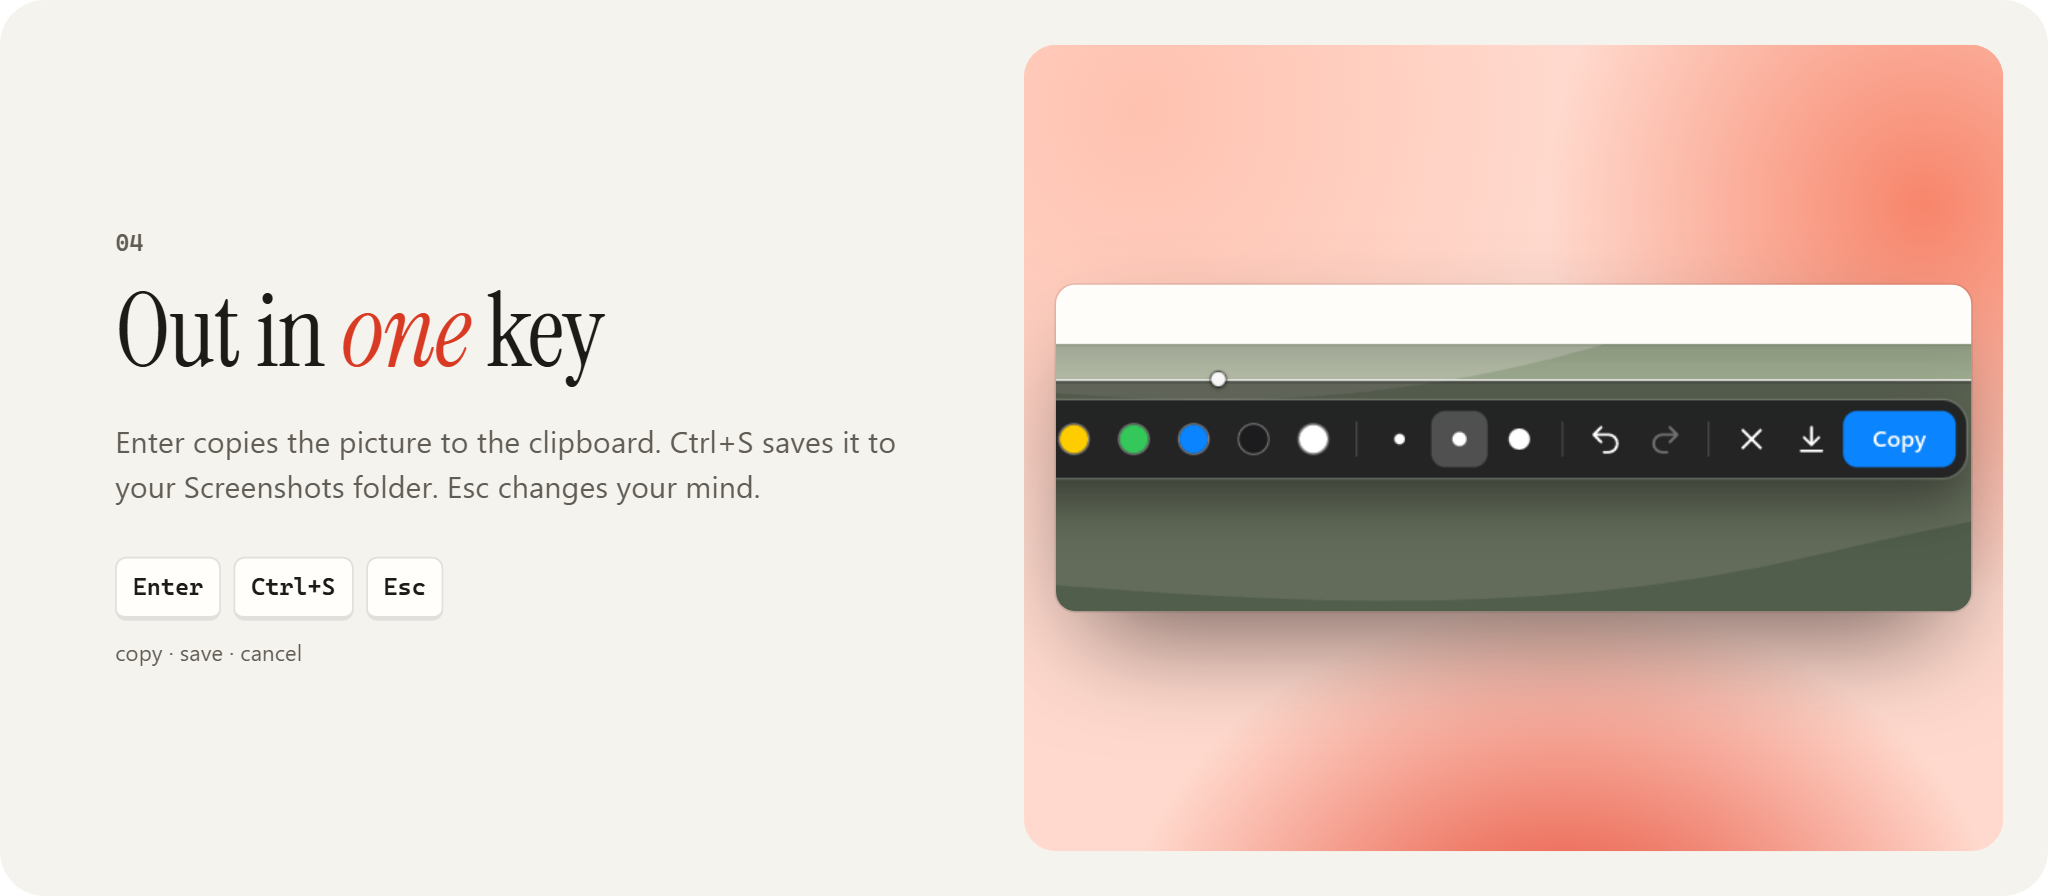 04
Out in one key
Enter copies the picture to the clipboard. Ctrl+S saves it to
your Screenshots folder. Esc changes your mind.
Enter Ctrl+S Esc
copy · save · cancel
Copy